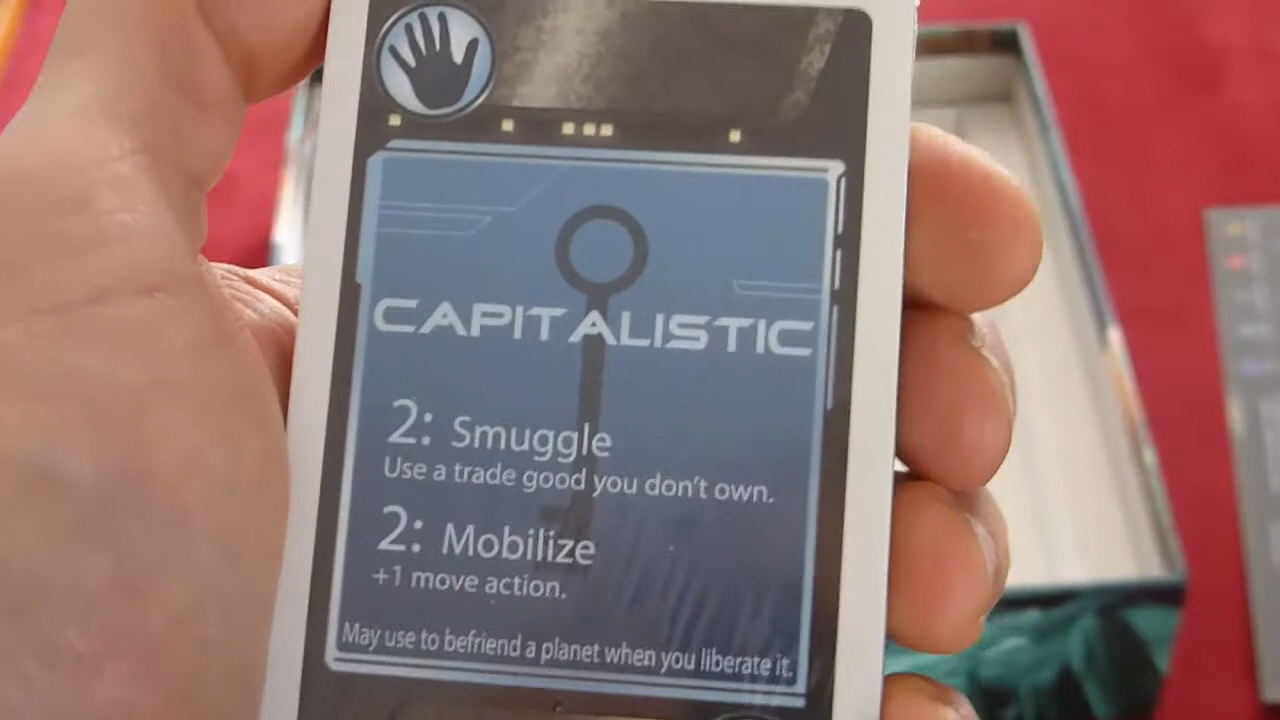 CAPITALISTIC
2: Smuggle
Use a trade good you don't own.
2: Mobilize
+1 move action.
May use to befriend a planet when you liberate it.